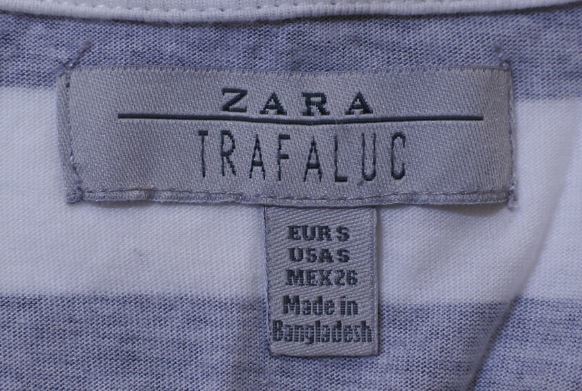 ZARA
TRAFALUC
EUR S
USA S
MEX 26
Made in
Bangladesh